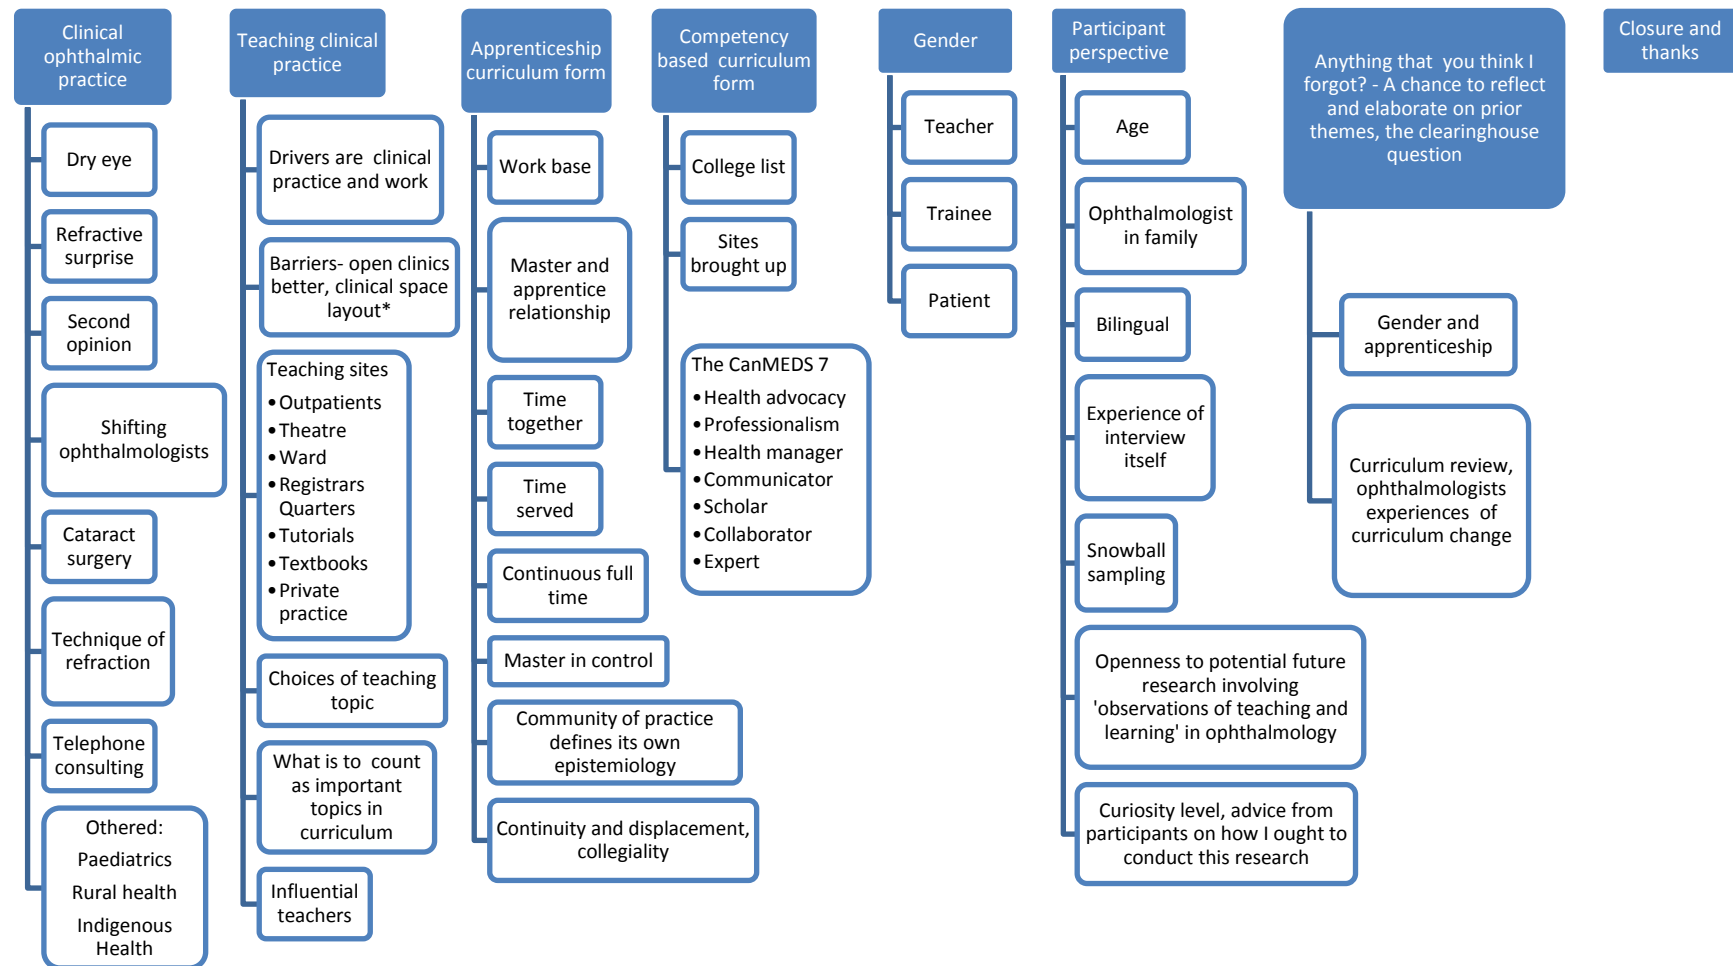 Clinical
ophthalmic
practice
Dry eye
Refractive
surprise
Second
opinion
Shifting
ophthalmologists
Cataract
surgery
Technique of
refraction
Telephone
consulting
Othered:
Paediatrics
Rural health
Indigenous
Health
Teaching clinical
practice
Drivers are clinical
practice and work
Barriers- open clinics
better, clinical space
layout*
Teaching sites
•Outpatients
•Theatre
•Ward
•Registrars
Quarters
•Tutorials
•Textbooks
•Private
practice
Choices of teaching
topic
What is to count
as important
topics in
curriculum
Influential
teachers
Apprenticeship
curriculum form
Work base
Master and
apprentice
relationship
Time
together
Time
served
Continuous full
time
Master in control
Community of practice
defines its own
epistemology
Continuity and displacement,
collegiality
Competency
based curriculum
form
College list
Sites
brought up
The CanMEDS 7
•Health advocacy
•Professionalism
•Health manager
•Communicator
•Scholar
•Collaborator
•Expert
Gender
Teacher
Trainee
Patient
Participant
perspective
Age
Ophthalmologist
in family
Bilingual
Experience of
interview
itself
Snowball
sampling
Openness to potential future
research involving
'observations of teaching and
learning' in ophthalmology
Curiosity level, advice from
participants on how I ought to
conduct this research
Anything that you think I
forgot? - A chance to reflect
and elaborate on prior
themes, the clearinghouse
question
Gender and
apprenticeship
Curriculum review,
ophthalmologists
experiences of
curriculum change
Closure and
thanks